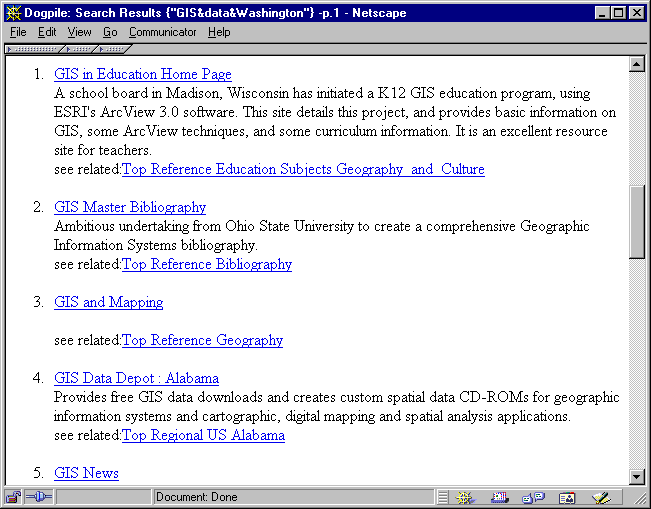 Dogpile: Search Results {"GIS&data&Washington"} -p.1 - Netscape
File Edit View Go Communicator Help
1. GIS in Education Home Page
A school board in Madison, Wisconsin has initiated a K12 GIS education program, using
ESRI's ArcView 3.0 software. This site details this project, and provides basic information on
GIS, some ArcView techniques, and some curriculum information. It is an excellent resource
site for teachers.
see related:Top Reference Education Subjects Geography_and_Culture
2. GIS Master Bibliography
Ambitious undertaking from Ohio State University to create a comprehensive Geographic
Information Systems bibliography.
see related:Top Reference Bibliography
3. GIS and Mapping
see related:Top Reference Geography
4. GIS Data Depot : Alabama
Provides free GIS data downloads and creates custom spatial data CD-ROMs for geographic
information systems and cartographic, digital mapping and spatial analysis applications.
see related:Top Regional US Alabama
5. GIS News
Document: Done